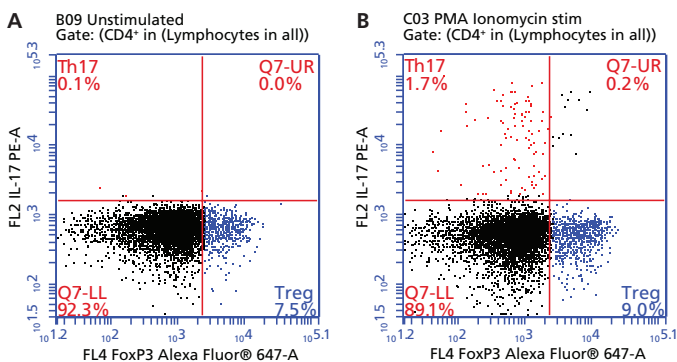 A
B09 Unstimulated
Gate: (CD4⁺ in (Lymphocytes in all))
Th17
0.1%
Q7-UR
0.0%
Q7-LL
92.3%
Treg
7.5%
FL2 IL-17 PE-A
10^5.3
10^4
10^3
10^2
10^1.5
10^1.2
10^2
10^3
10^4
10^5.1
FL4 FoxP3 Alexa Fluor® 647-A
B
C03 PMA Ionomycin stim
Gate: (CD4⁺ in (Lymphocytes in all))
Th17
1.7%
Q7-UR
0.2%
Q7-LL
89.1%
Treg
9.0%
FL2 IL-17 PE-A
10^5.3
10^4
10^3
10^2
10^1.5
10^1.2
10^2
10^3
10^4
10^5.1
FL4 FoxP3 Alexa Fluor® 647-A